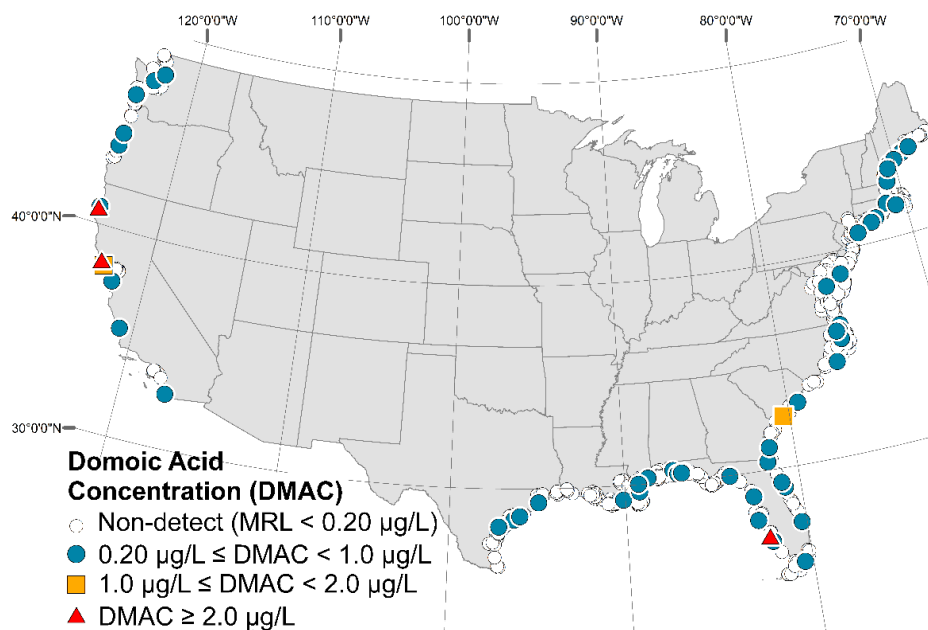 120°0'0"W 110°0'0"W 100°0'0"W 90°0'0"W 80°0'0"W 70°0'0"W
40°0'0"N
30°0'0"N
Domoic Acid
Concentration (DMAC)
Non-detect (MRL < 0.20 µg/L)
0.20 µg/L ≤ DMAC < 1.0 µg/L
1.0 µg/L ≤ DMAC < 2.0 µg/L
DMAC ≥ 2.0 µg/L